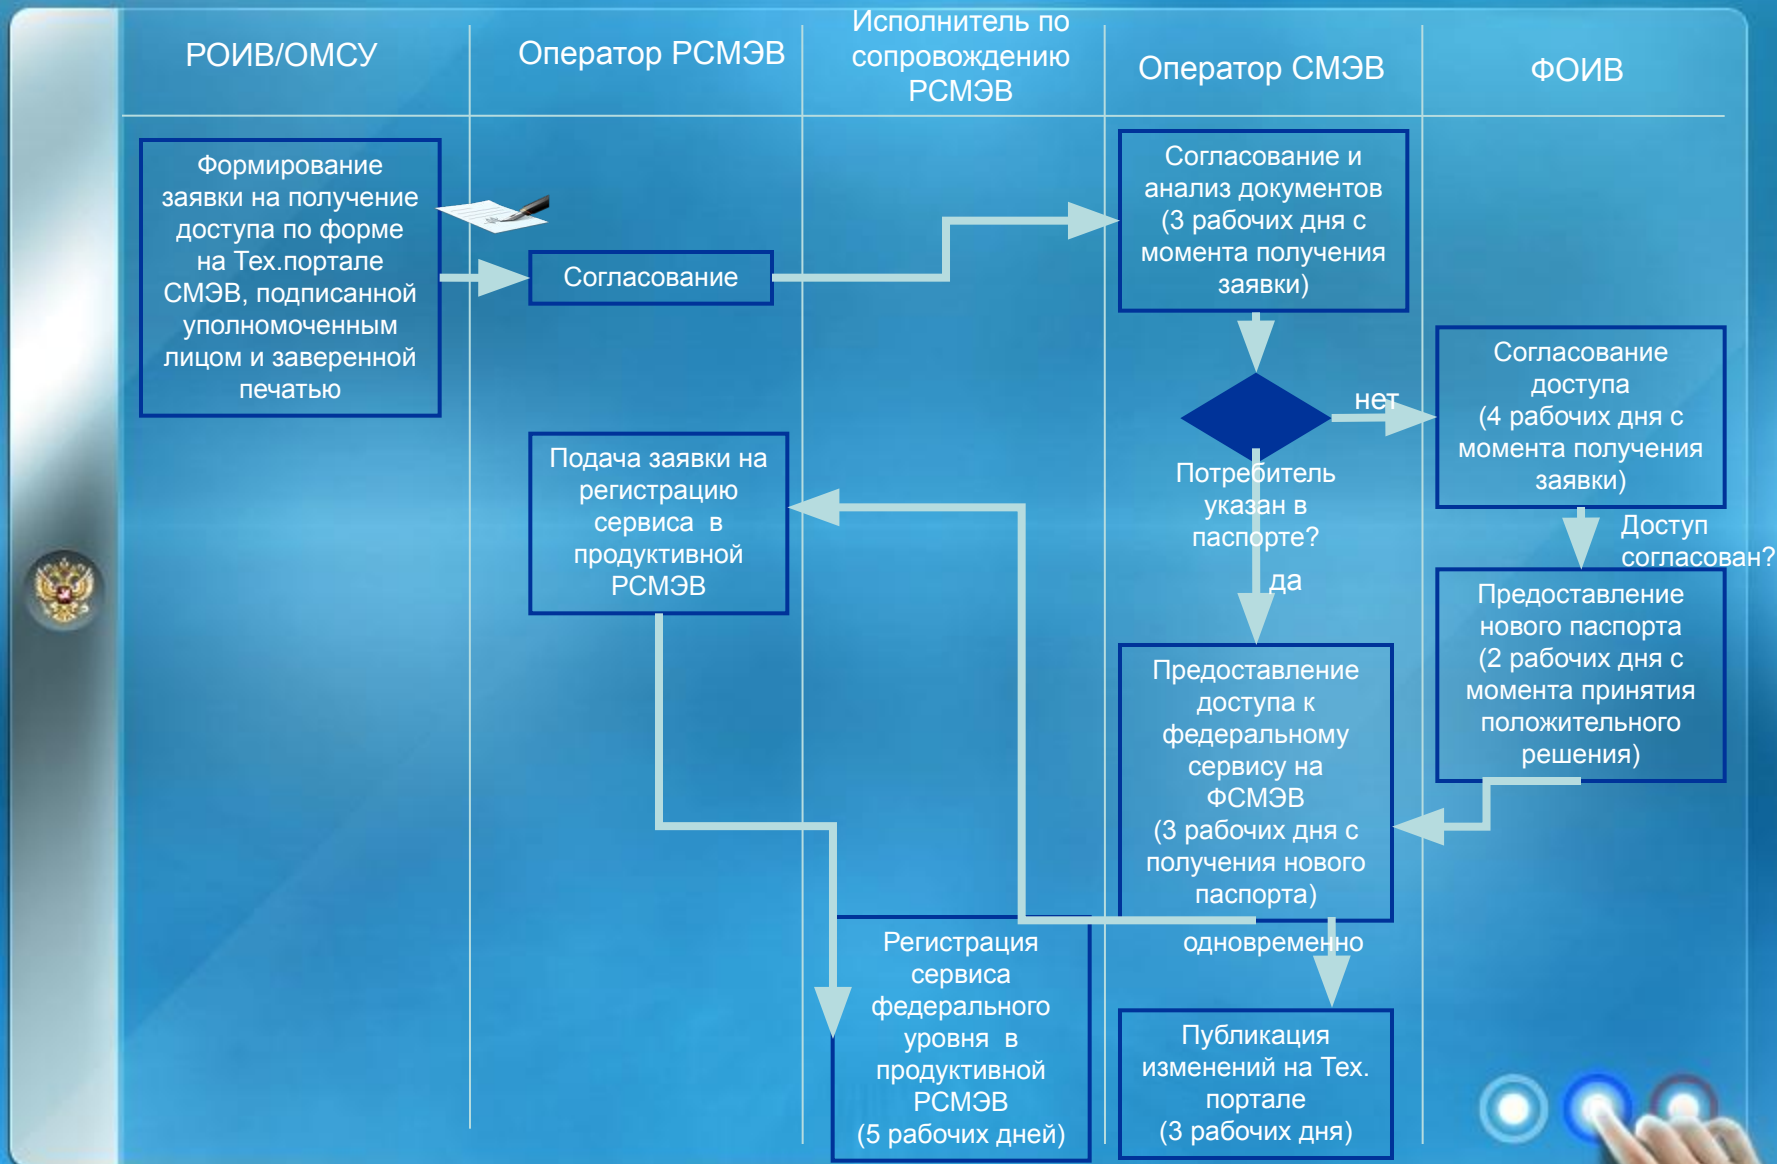 РОИВ/ОМСУ
Оператор РСМЭВ
Исполнитель по
сопровождению
РСМЭВ
Оператор СМЭВ
ФОИВ
Формирование
заявки на получение
доступа по форме
на Тех.портале
СМЭВ, подписанной
уполномоченным
лицом и заверенной
печатью
Согласование
Согласование и
анализ документов
(3 рабочих дня с
момента получения
заявки)
нет
Потребитель
указан в
паспорте?
да
Согласование
доступа
(4 рабочих дня с
момента получения
заявки)
Доступ
согласован?
Предоставление
нового паспорта
(2 рабочих дня с
момента принятия
положительного
решения)
Подача заявки на
регистрацию
сервиса в
продуктивной
РСМЭВ
Предоставление
доступа к
федеральному
сервису на
ФСМЭВ
(3 рабочих дня с
получения нового
паспорта)
одновременно
Регистрация
сервиса
федерального
уровня в
продуктивной
РСМЭВ
(5 рабочих дней)
Публикация
изменений на Тех.
портале
(3 рабочих дня)